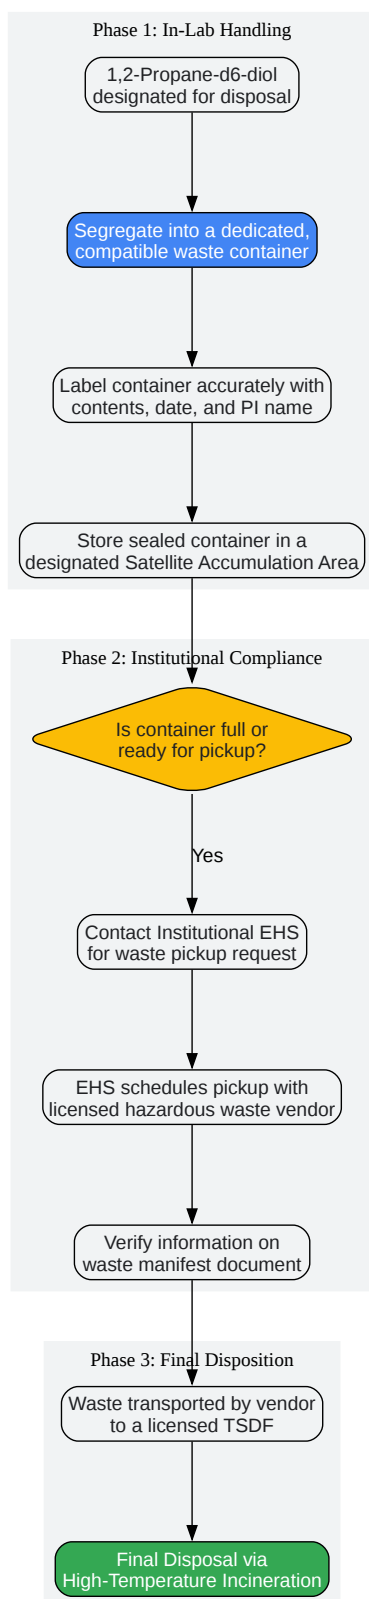 Phase 1: In-Lab Handling
1,2-Propane-d6-diol
designated for disposal
Segregate into a dedicated,
compatible waste container
Label container accurately with
contents, date, and PI name
Store sealed container in a
designated Satellite Accumulation Area
Phase 2: Institutional Compliance
Is container full or
ready for pickup?
Yes
Contact Institutional EHS
for waste pickup request
EHS schedules pickup with
licensed hazardous waste vendor
Verify information on
waste manifest document
Phase 3: Final Disposition
Waste transported by vendor
to a licensed TSDF
Final Disposal via
High-Temperature Incineration